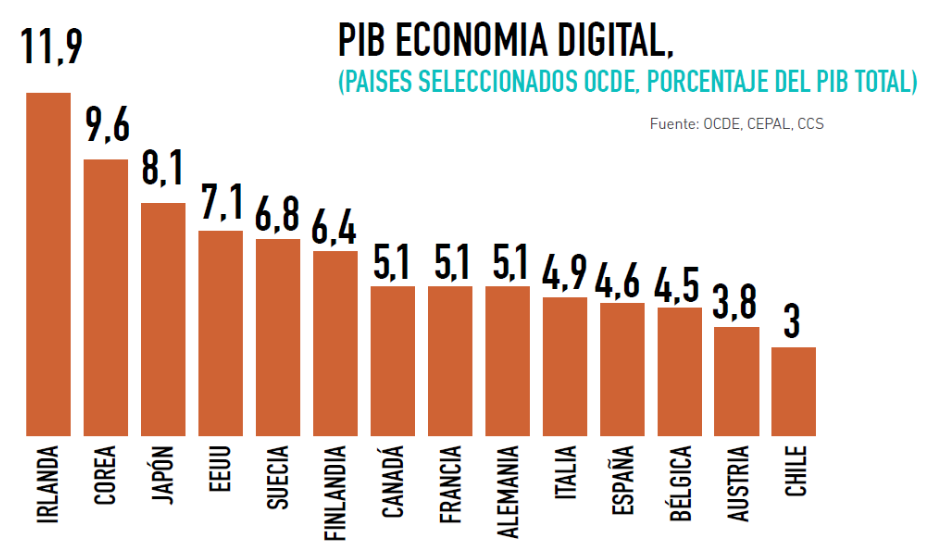 PIB ECONOMIA DIGITAL,
(PAISES SELECCIONADOS OCDE, PORCENTAJE DEL PIB TOTAL)
Fuente: OCDE, CEPAL, CCS
11,9
9,6
8,1
7,1
6,8
6,4
5,1
5,1
5,1
4,9
4,6
4,5
3,8
3
IRLANDA
COREA
JAPÓN
EEUU
SUECIA
FINLANDIA
CANADÁ
FRANCIA
ALEMANIA
ITALIA
ESPAÑA
BÉLGICA
AUSTRIA
CHILE